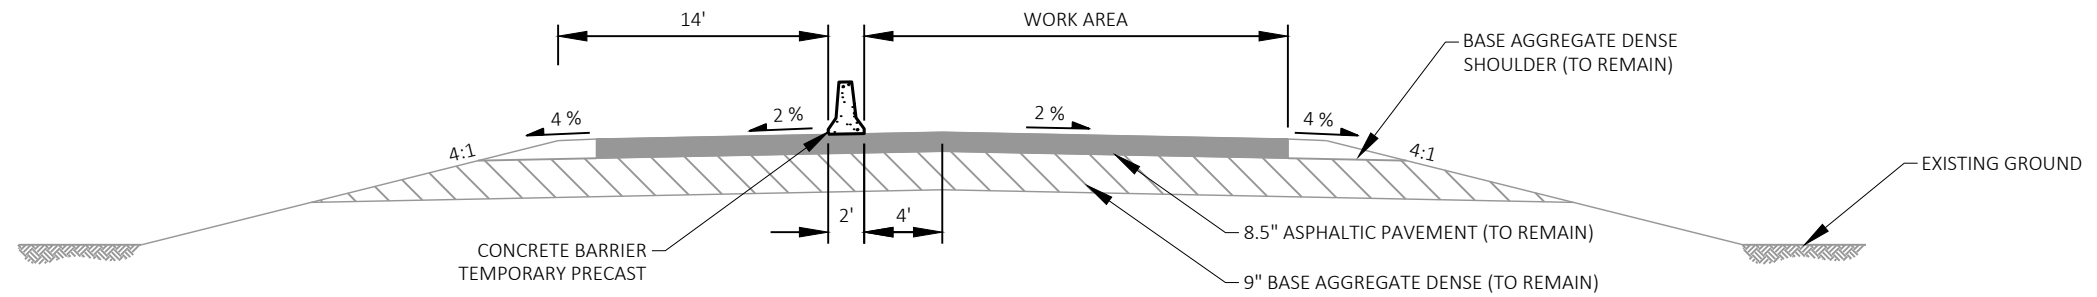 14'
WORK AREA
BASE AGGREGATE DENSE
SHOULDER (TO REMAIN)
4 %
2 %
2 %
4 %
4:1
4:1
EXISTING GROUND
2'
4'
8.5" ASPHALTIC PAVEMENT (TO REMAIN)
CONCRETE BARRIER
TEMPORARY PRECAST
9" BASE AGGREGATE DENSE (TO REMAIN)